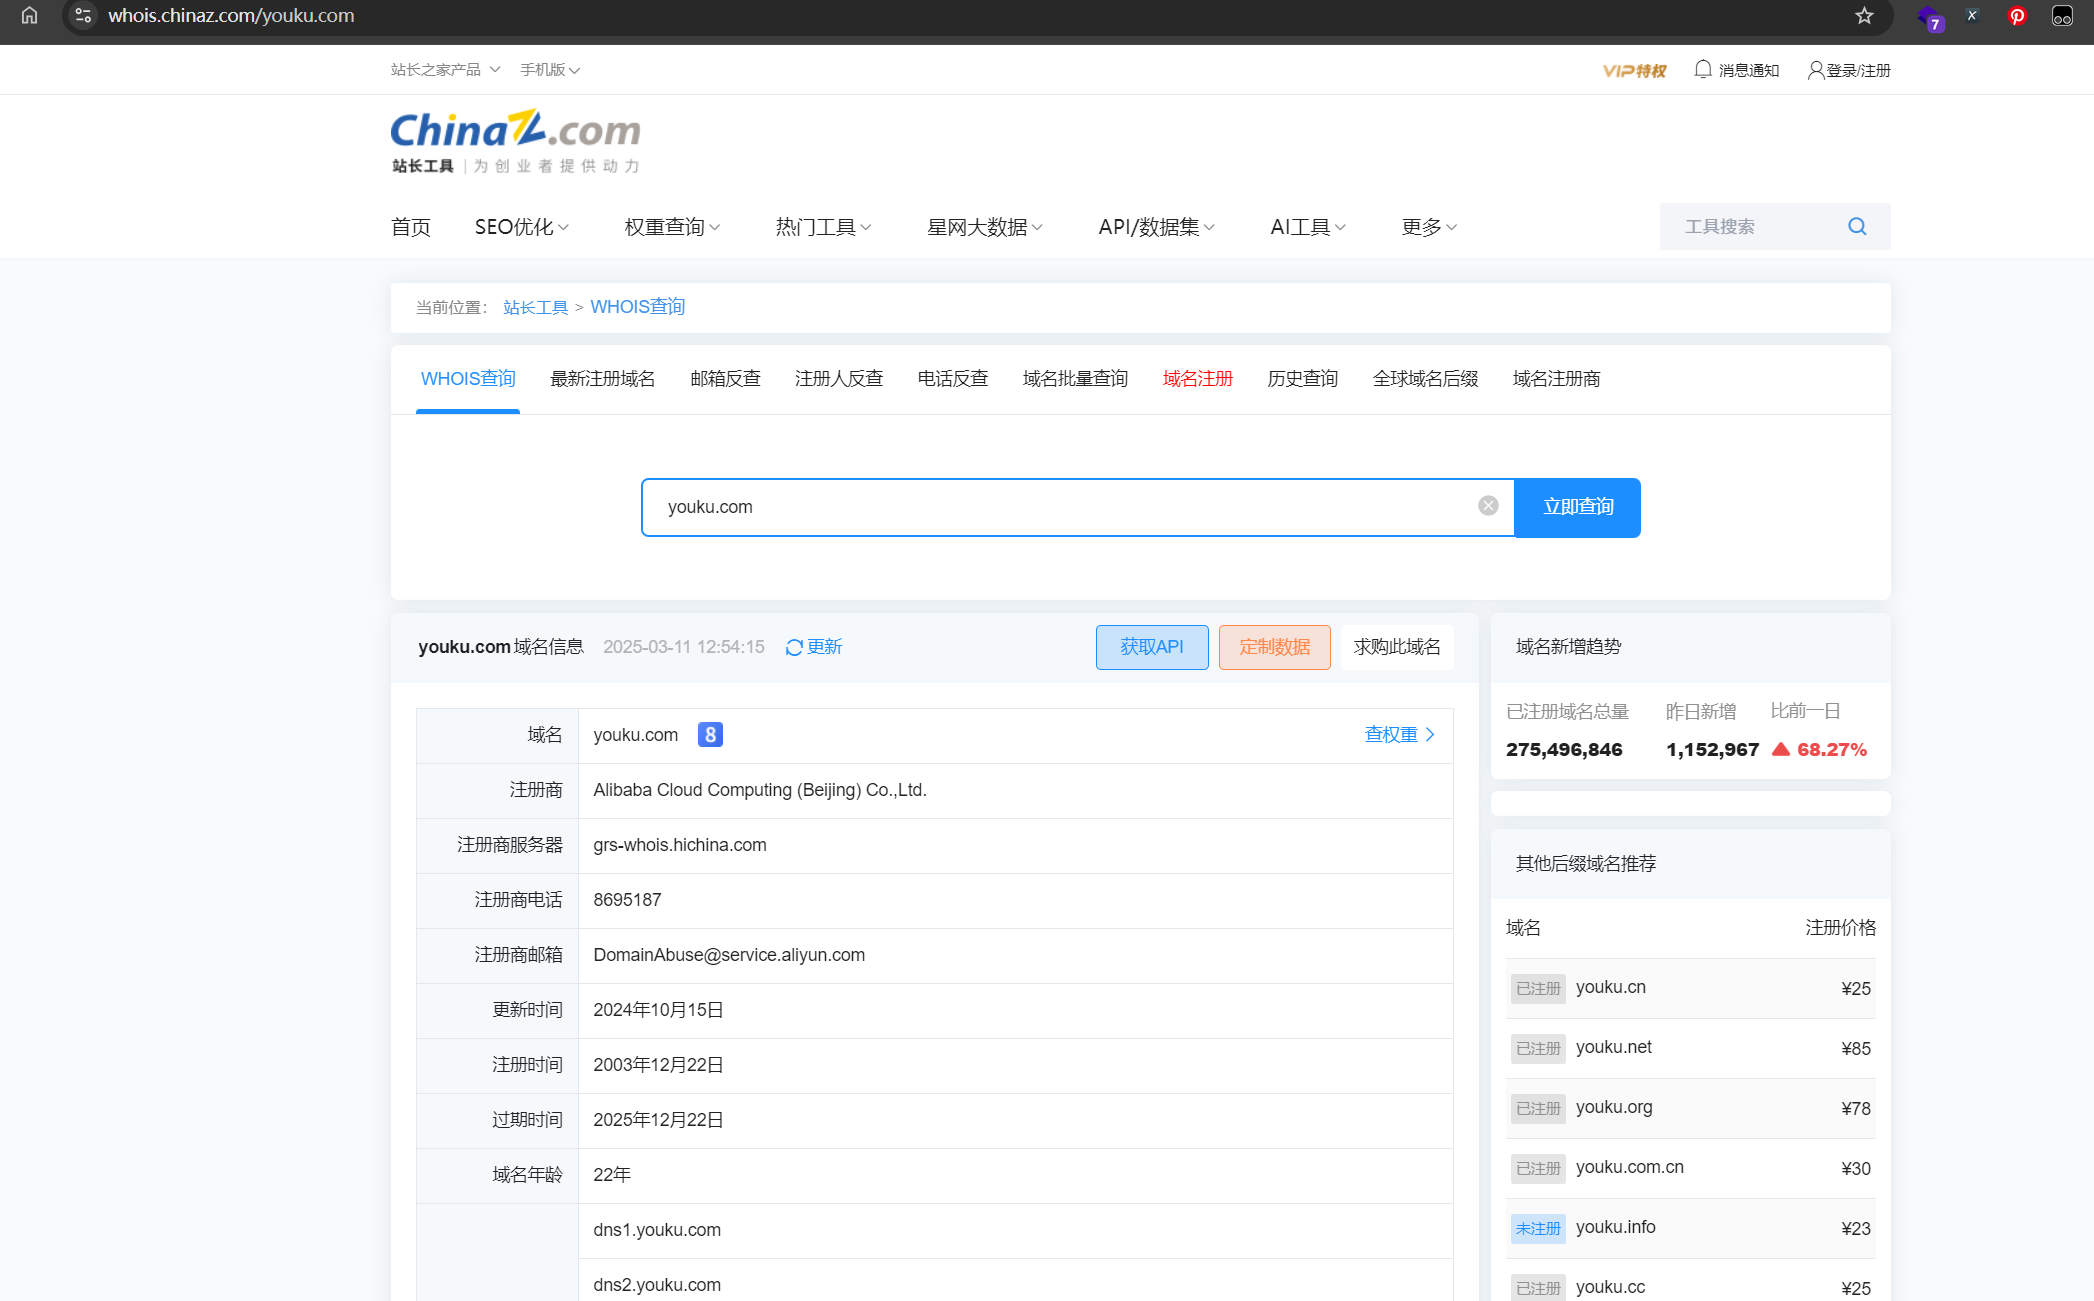 whois.chinaz.com/youku.com
7
站长之家产品 手机版
VIP特权 消息通知 登录/注册
ChinaZ.com
站长工具 | 为创业者提供动力
首页 SEO优化 权重查询 热门工具 星网大数据 API/数据集 AI工具 更多 工具搜索
当前位置： 站长工具 > WHOIS查询
WHOIS查询 最新注册域名 邮箱反查 注册人反查 电话反查 域名批量查询 域名注册 历史查询 全球域名后缀 域名注册商
youku.com 立即查询
youku.com 域名信息 2025-03-11 12:54:15 更新 获取API 定制数据 求购此域名
域名 youku.com 8 查权重
注册商 Alibaba Cloud Computing (Beijing) Co.,Ltd.
注册商服务器 grs-whois.hichina.com
注册商电话 8695187
注册商邮箱 DomainAbuse@service.aliyun.com
更新时间 2024年10月15日
注册时间 2003年12月22日
过期时间 2025年12月22日
域名年龄 22年
dns1.youku.com
dns2.youku.com
域名新增趋势
已注册域名总量 昨日新增 比前一日
275,496,846 1,152,967 68.27%
其他后缀域名推荐
域名 注册价格
已注册 youku.cn ¥25
已注册 youku.net ¥85
已注册 youku.org ¥78
已注册 youku.com.cn ¥30
未注册 youku.info ¥23
已注册 youku.cc ¥25